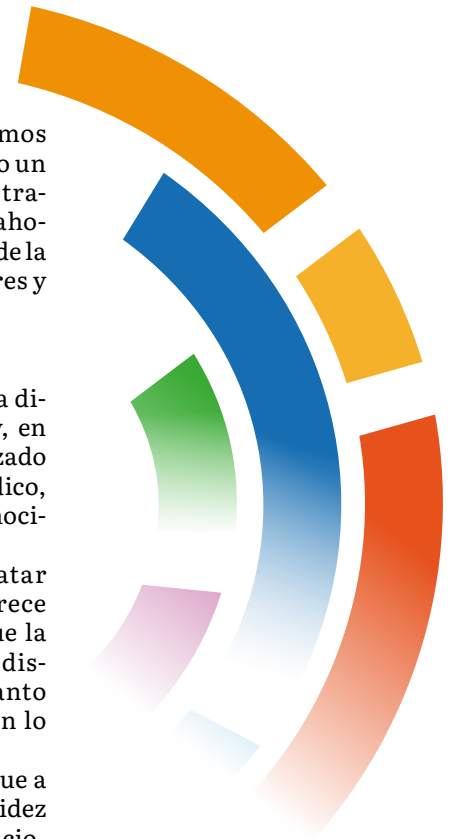 mos
o un
tra-
aho-
de la
res y
a di-
, en
zado
lico,
noci-
atar
rece
ue la
dis-
anto
n lo
ue a
idez